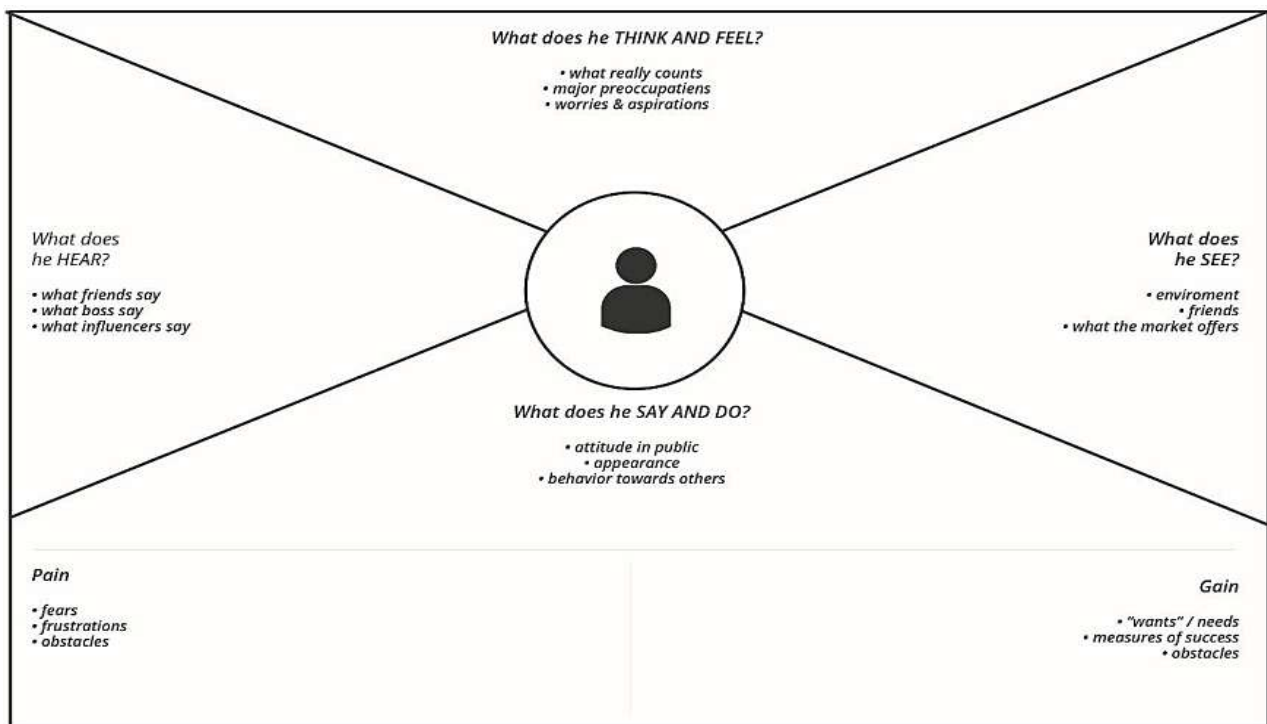 What does he THINK AND FEEL?
• what really counts
• major preoccupatiens
• worries & aspirations
What does
he HEAR?
• what friends say
• what boss say
• what influencers say
What does
he SEE?
• enviroment
• friends
• what the market offers
What does he SAY AND DO?
• attitude in public
• appearance
• behavior towards others
Pain
• fears
• frustrations
• obstacles
Gain
• "wants" / needs
• measures of success
• obstacles